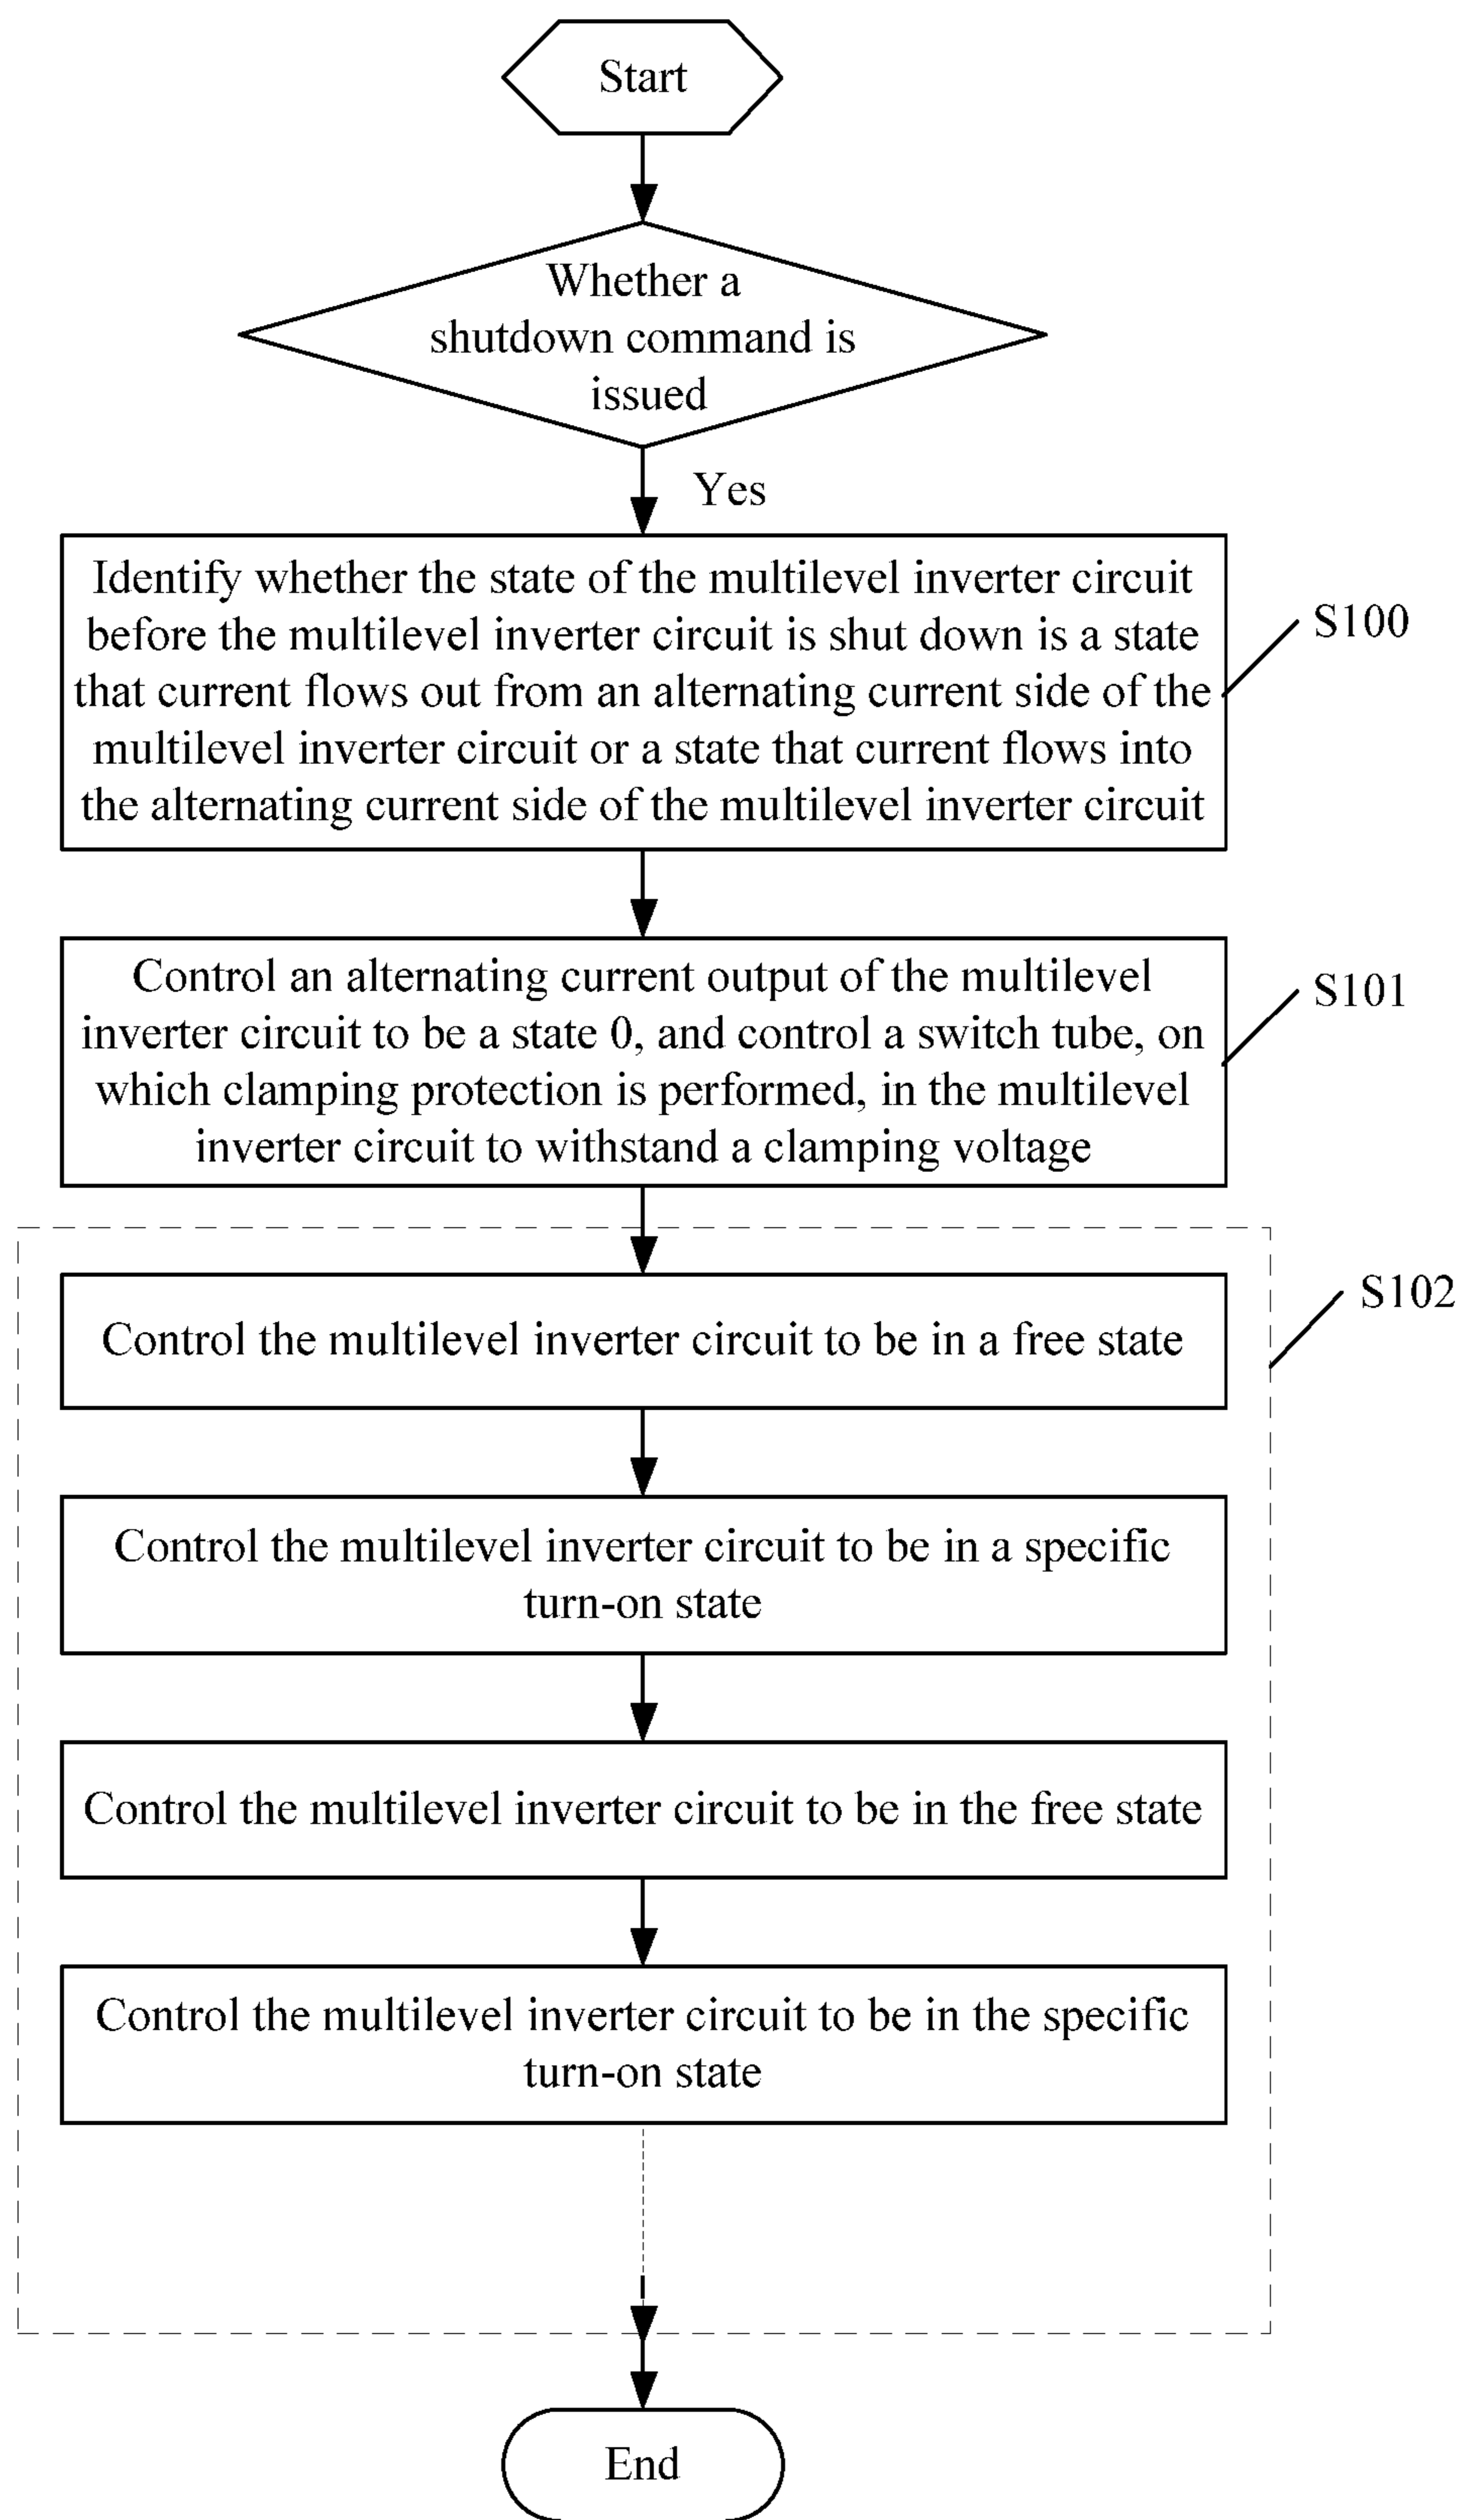 Start
Whether a
shutdown command is
issued
Yes
Identify whether the state of the multilevel inverter circuit
before the multilevel inverter circuit is shut down is a state
that current flows out from an alternating current side of the
multilevel inverter circuit or a state that current flows into
the alternating current side of the multilevel inverter circuit
S100
Control an alternating current output of the multilevel
inverter circuit to be a state 0, and control a switch tube, on
which clamping protection is performed, in the multilevel
inverter circuit to withstand a clamping voltage
S101
Control the multilevel inverter circuit to be in a free state
S102
Control the multilevel inverter circuit to be in a specific
turn-on state
Control the multilevel inverter circuit to be in the free state
Control the multilevel inverter circuit to be in the specific
turn-on state
End